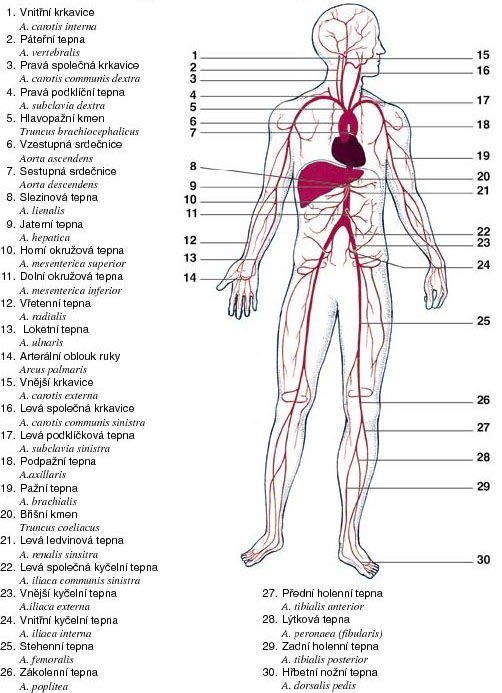 1. Vnitřní krkavice
A. carotis interna
2. Páteřní tepna
A. vertebralis
3. Pravá společná krkavice
A. carotis communis dextra
4. Pravá podklíční tepna
A. subclavia dextra
5. Hlavopažní kmen
Truncus brachiocephalicus
6. Vzestupná srdečnice
Aorta ascendens
7. Sestupná srdečnice
Aorta descendens
8. Slezinová tepna
A. lienalis
9. Jaterní tepna
A. hepatica
10. Horní okružová tepna
A. mesenterica superior
11. Dolní okružová tepna
A. mesenterica inferior
12. Vřetenní tepna
A. radialis
13. Loketní tepna
A. ulnaris
14. Arterální oblouk ruky
Arcus palmaris
15. Vnější krkavice
A. carotis externa
16. Levá společná krkavice
A. carotis communis sinistra
17. Levá podklíčková tepna
A. subclavia sinistra
18. Podpažní tepna
A.axillaris
19. Pažní tepna
A. brachialis
20. Břišní kmen
Truncus coeliacus
21. Levá ledvinová tepna
A. renalis sinsitra
22. Levá společná kyčelní tepna
A. iliaca communis sinistra
23. Vnější kyčelní tepna
A.iliaca externa
24. Vnitřní kyčelní tepna
A. iliaca interna
25. Stehenní tepna
A. femoralis
26. Zákolenní tepna
A. poplitea
27. Přední holenní tepna
A. tibialis anterior
28. Lýtková tepna
A. peronaea (fibularis)
29. Zadní holenní tepna
A. tibialis posterior
30. Hřbetní nožní tepna
A. dorsalis pedis
1
2
3
4
5
6
7
8
9
10
11
12
13
14
15
16
17
18
19
20
21
22
23
24
25
26
27
28
29
30